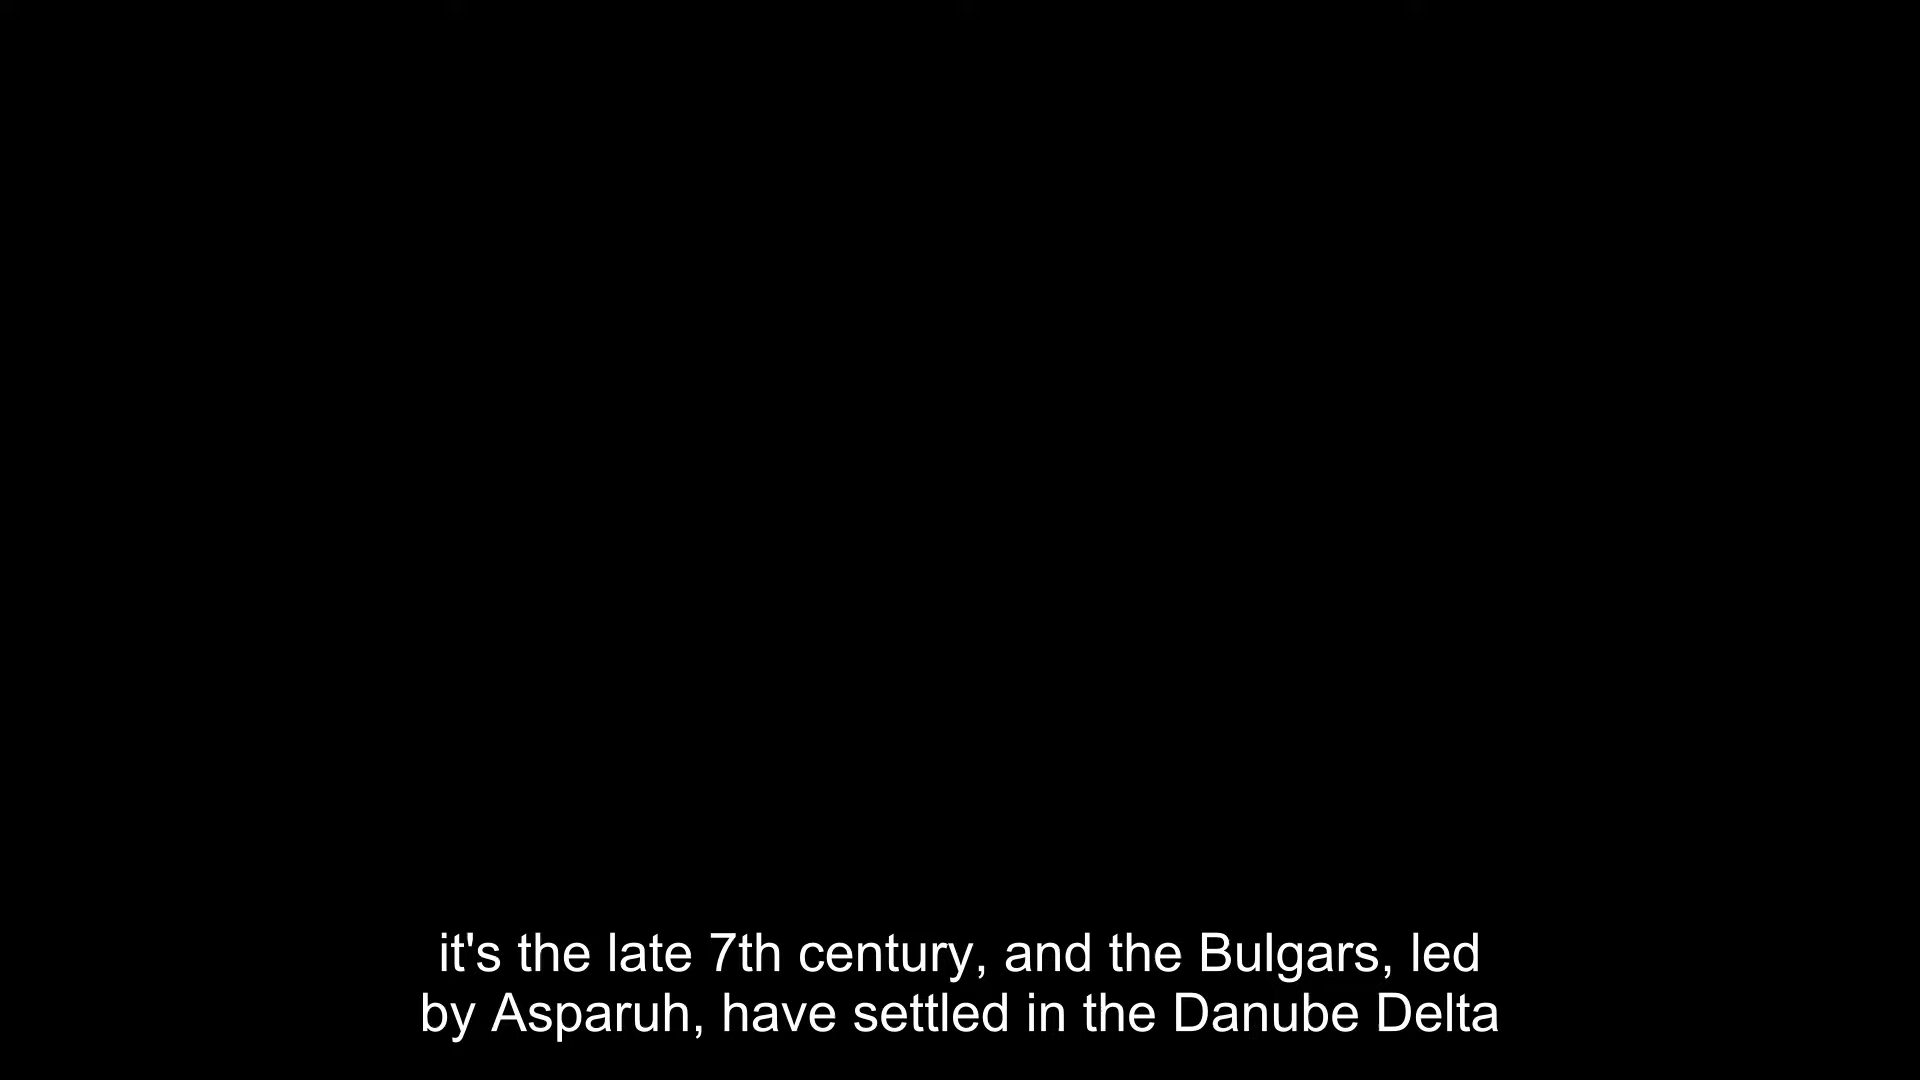 it's the late 7th century, and the Bulgars, led
by Asparuh, have settled in the Danube Delta